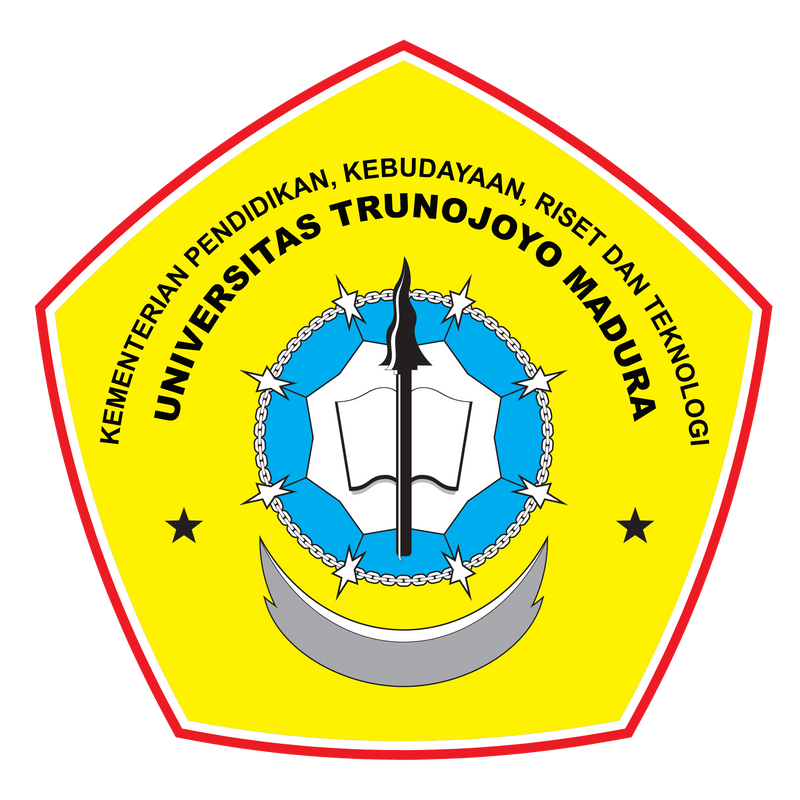 KEMENTERIAN PENDIDIKAN, KEBUDAYAAN, RISET DAN TEKNOLOGI
UNIVERSITAS TRUNOJOYO MADURA